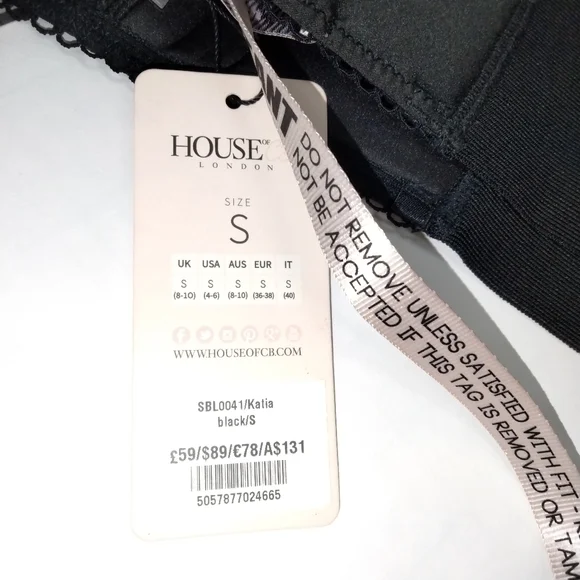 HOUSE OF
LONDON
SIZE
S
UK USA AUS EUR IT
S S S S S
(8-10) (4-6) (8-10) (36-38) (40)
WWW.HOUSEOFCB.COM
SBL0041/Katia
black/S
£59/$89/€78/A$131
5057877024665
DO NOT REMOVE UNLESS SATISFIED WITH FIT -
NOT BE ACCEPTED IF THIS TAG IS REMOVED OR